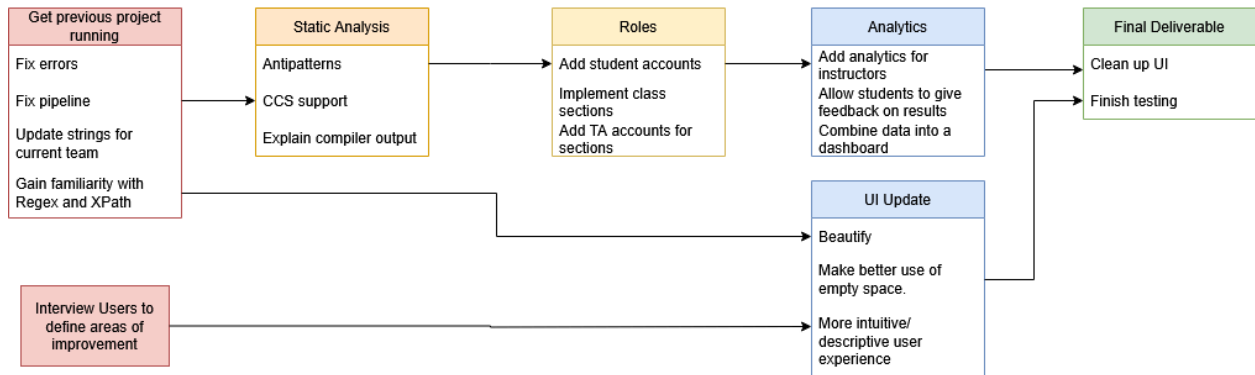 Get previous project
running
Fix errors
Fix pipeline
Update strings for
current team
Gain familiarity with
Regex and XPath
Static Analysis
Antipatterns
CCS support
Explain compiler output
Roles
Add student accounts
Implement class
sections
Add TA accounts for
sections
Analytics
Add analytics for
instructors
Allow students to give
feedback on results
Combine data into a
dashboard
Final Deliverable
Clean up UI
Finish testing
UI Update
Beautify
Make better use of
empty space.
More intuitive/
descriptive user
experience
Interview Users to
define areas of
improvement